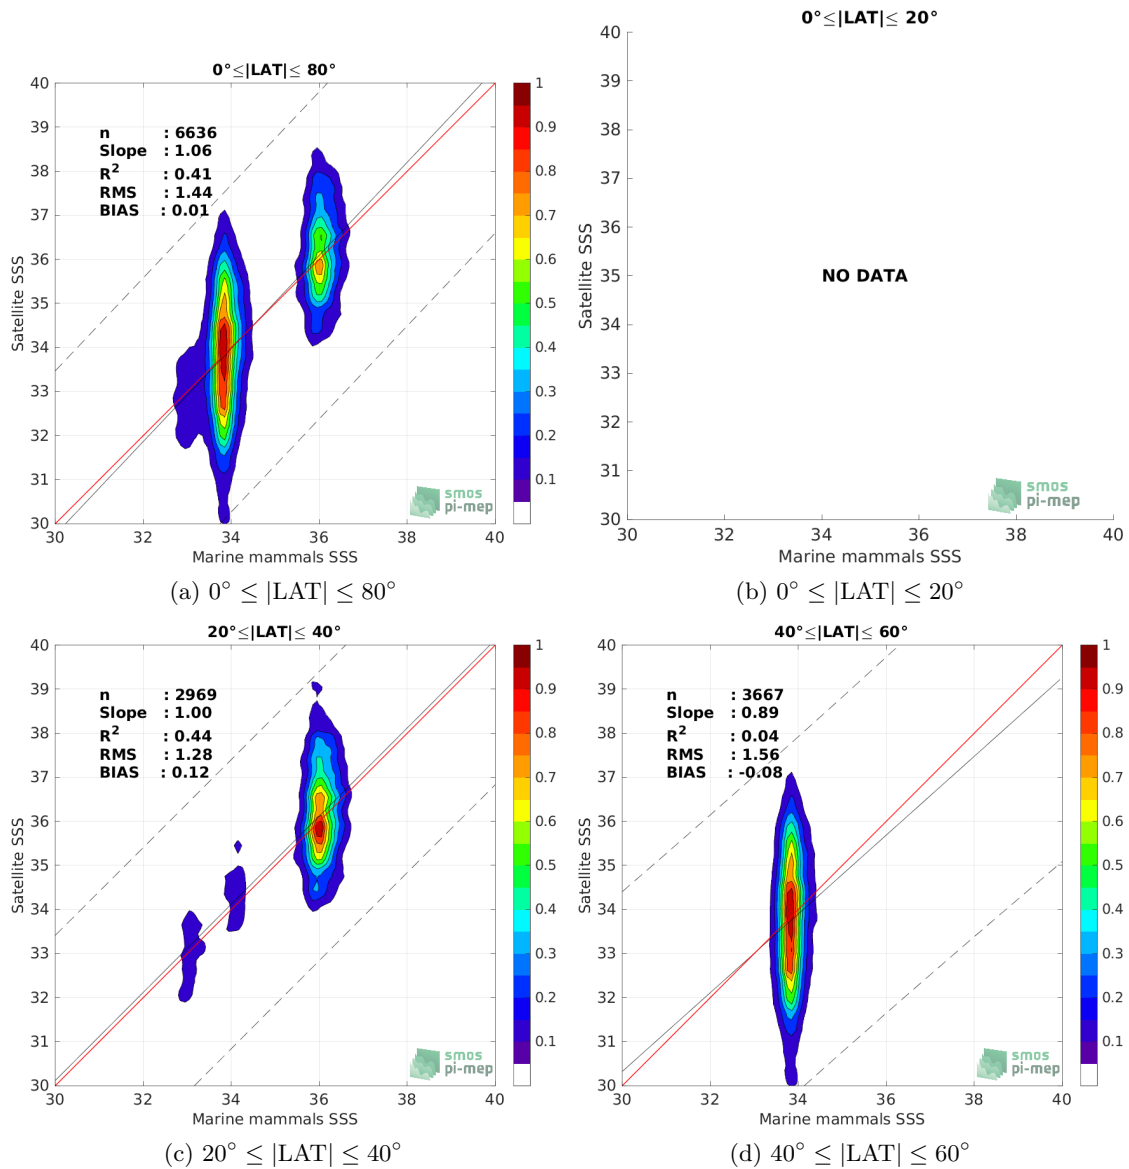 0°≤|LAT|≤ 80°
n : 6636
Slope : 1.06
R² : 0.41
RMS : 1.44
BIAS : 0.01
40
39
38
37
36
35
34
33
32
31
30
Satellite SSS
30 32 34 36 38 40
Marine mammals SSS
1
0.9
0.8
0.7
0.6
0.5
0.4
0.3
0.2
0.1
smos
pi-mep
(a) 0° ≤ |LAT| ≤ 80°
0°≤|LAT|≤ 20°
40
39
38
37
36
35
34
33
32
31
30
Satellite SSS
NO DATA
30 32 34 36 38 40
Marine mammals SSS
smos
pi-mep
(b) 0° ≤ |LAT| ≤ 20°
20°≤|LAT|≤ 40°
n : 2969
Slope : 1.00
R² : 0.44
RMS : 1.28
BIAS : 0.12
40
39
38
37
36
35
34
33
32
31
30
Satellite SSS
30 32 34 36 38 40
Marine mammals SSS
1
0.9
0.8
0.7
0.6
0.5
0.4
0.3
0.2
0.1
smos
pi-mep
(c) 20° ≤ |LAT| ≤ 40°
40°≤|LAT|≤ 60°
n : 3667
Slope : 0.89
R² : 0.04
RMS : 1.56
BIAS : -0.08
40
39
38
37
36
35
34
33
32
31
30
Satellite SSS
30 32 34 36 38 40
Marine mammals SSS
1
0.9
0.8
0.7
0.6
0.5
0.4
0.3
0.2
0.1
smos
pi-mep
(d) 40° ≤ |LAT| ≤ 60°